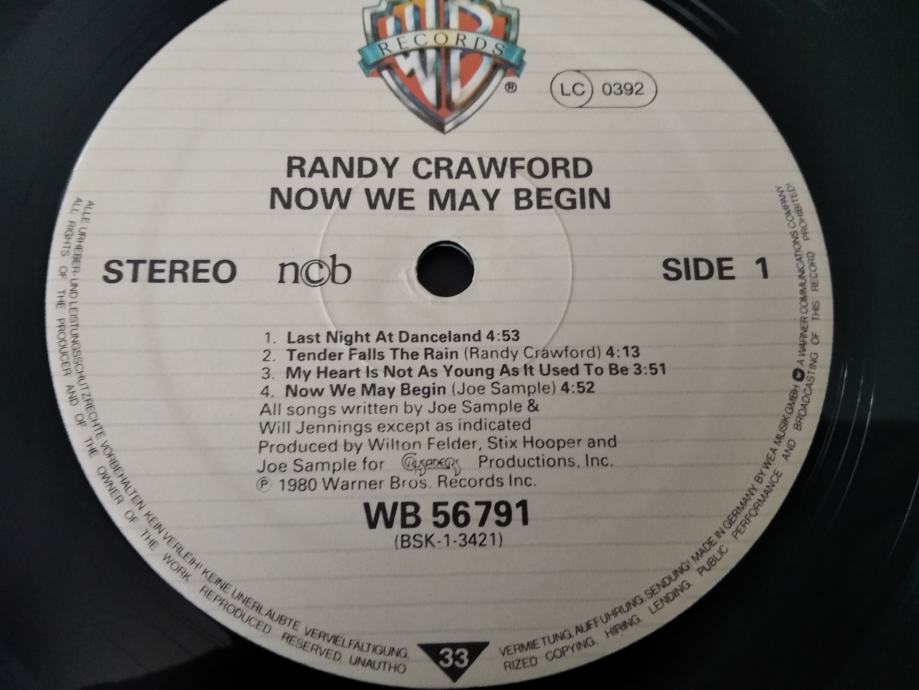 WB
RECORDS
®
LC 0392
RANDY CRAWFORD
NOW WE MAY BEGIN
STEREO n©b SIDE 1
1. Last Night At Danceland 4:53
2. Tender Falls The Rain (Randy Crawford) 4:13
3. My Heart Is Not As Young As It Used To Be 3:51
4. Now We May Begin (Joe Sample) 4:52
All songs written by Joe Sample &
Will Jennings except as indicated
Produced by Wilton Felder, Stix Hooper and
Joe Sample for Crusaders Productions, Inc.
℗ 1980 Warner Bros. Records Inc.
WB 56791
(BSK-1-3421)
33
ALLE URHEBER- UND LEISTUNGSSCHUTZRECHTE VORBEHALTEN KEIN VERLEIH! KEINE UNERLAUBTE VERVIELFÄLTIGUNG, VERMIETUNG, AUFFÜHRUNG, SENDUNG! MADE IN GERMANY BY WEA MUSIK GMBH A WARNER COMMUNICATIONS COMPANY
ALL RIGHTS OF THE PRODUCER AND OF THE OWNER OF THE WORK REPRODUCED RESERVED UNAUTHORIZED COPYING, HIRING, LENDING, PUBLIC PERFORMANCE AND BROADCASTING OF THIS RECORD PROHIBITED!